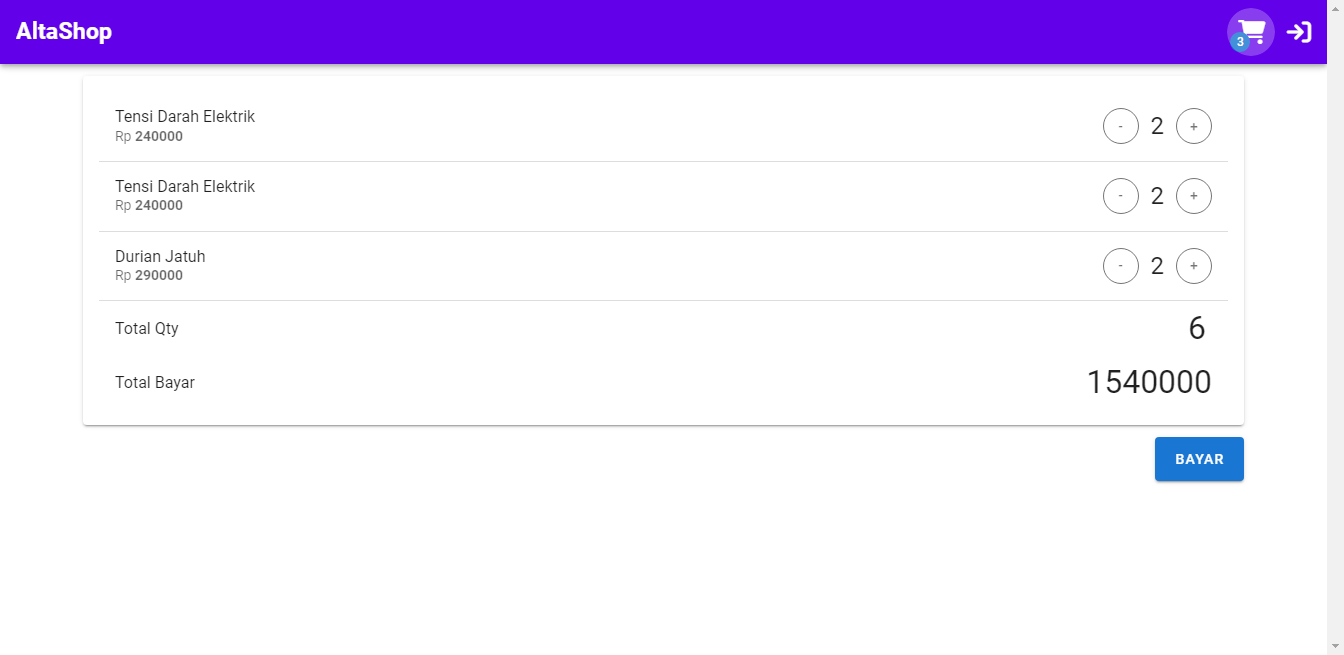 AltaShop
3
Tensi Darah Elektrik
Rp 240000
- 2 +
Tensi Darah Elektrik
Rp 240000
- 2 +
Durian Jatuh
Rp 290000
- 2 +
Total Qty 6
Total Bayar 1540000
BAYAR